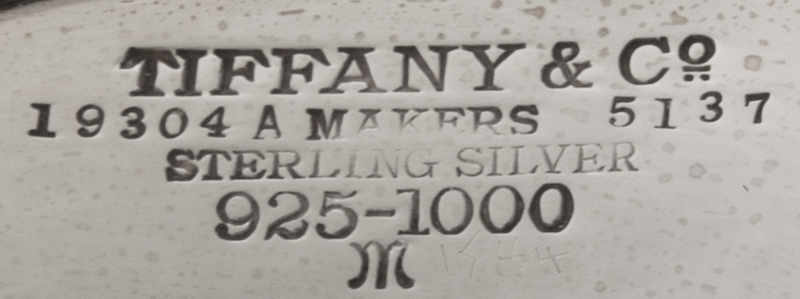 TIFFANY & Cº
19304 A MAKERS 5137
STERLING SILVER
925-1000
M